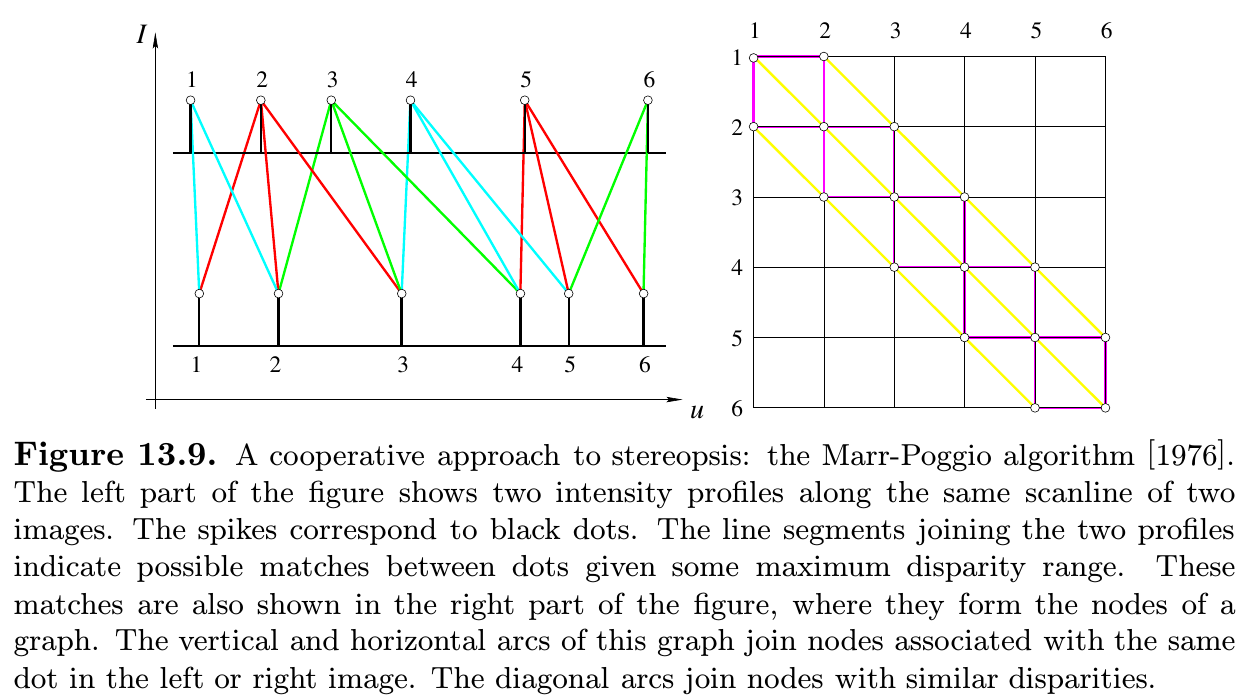 I
1 2 3 4 5 6
1 2 3 4 5 6
u
1 2 3 4 5 6
1
2
3
4
5
6
Figure 13.9. A cooperative approach to stereopsis: the Marr-Poggio algorithm [1976].
The left part of the figure shows two intensity profiles along the same scanline of two
images. The spikes correspond to black dots. The line segments joining the two profiles
indicate possible matches between dots given some maximum disparity range. These
matches are also shown in the right part of the figure, where they form the nodes of a
graph. The vertical and horizontal arcs of this graph join nodes associated with the same
dot in the left or right image. The diagonal arcs join nodes with similar disparities.